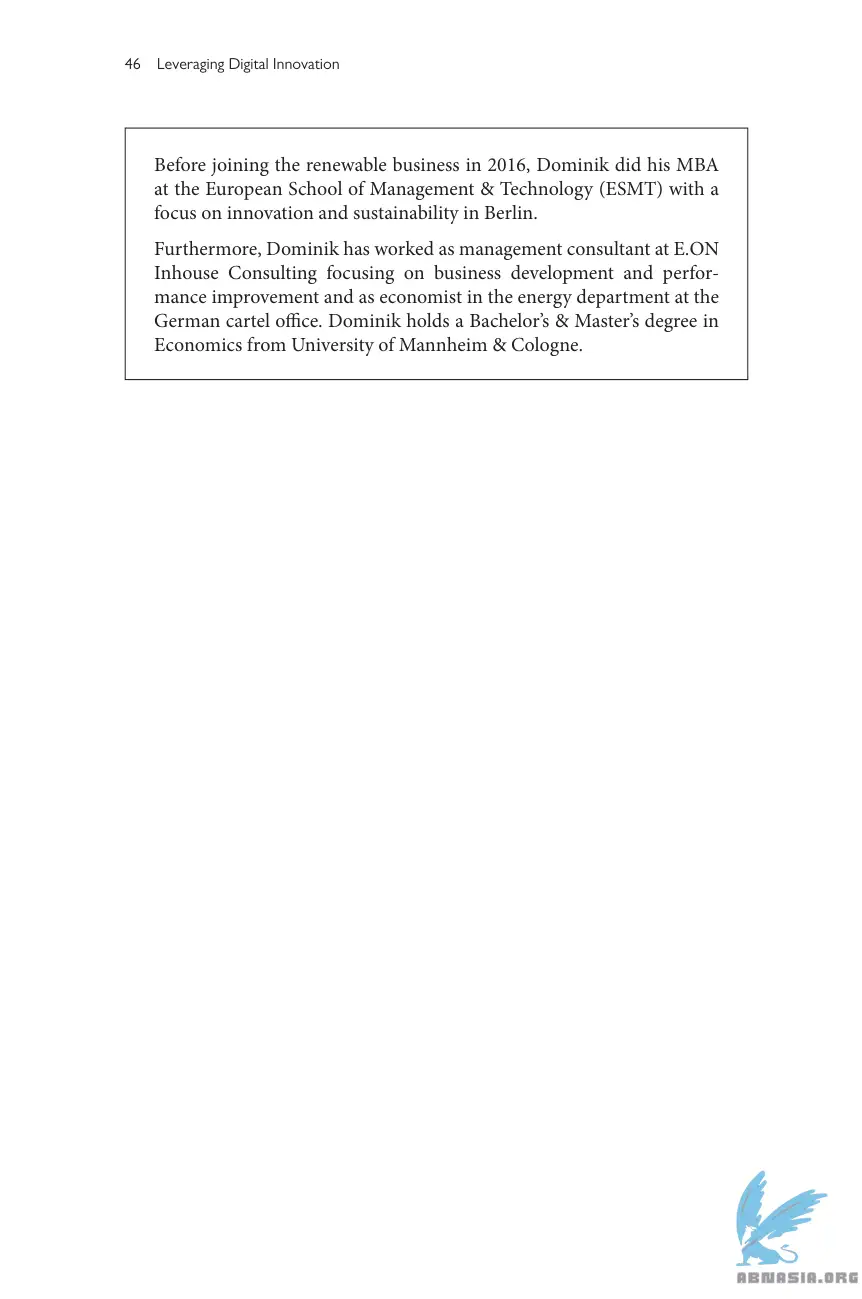 46 Leveraging Digital Innovation
Before joining the renewable business in 2016, Dominik did his MBA
at the European School of Management & Technology (ESMT) with a
focus on innovation and sustainability in Berlin.
Furthermore, Dominik has worked as management consultant at E.ON
Inhouse Consulting focusing on business development and perfor-
mance improvement and as economist in the energy department at the
German cartel office. Dominik holds a Bachelor’s & Master’s degree in
Economics from University of Mannheim & Cologne.
ABNASIA.ORG